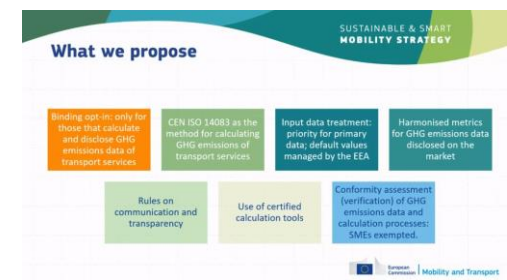 SUSTAINABLE & SMART
MOBILITY STRATEGY
What we propose
Binding opt-in: only for
those that calculate
and disclose GHG
emissions data of
transport services
CEN ISO 14083 as the
method for calculating
GHG emissions of
transport services
Input data treatment:
priority for primary
data; default values
managed by the EEA
Harmonised metrics
for GHG emissions data
disclosed on the
market
Rules on
communication and
transparency
Use of certified
calculation tools
Conformity assessment
(verification) of GHG
emissions data and
calculation processes:
SMEs exempted.
European
Commission
Mobility and Transport